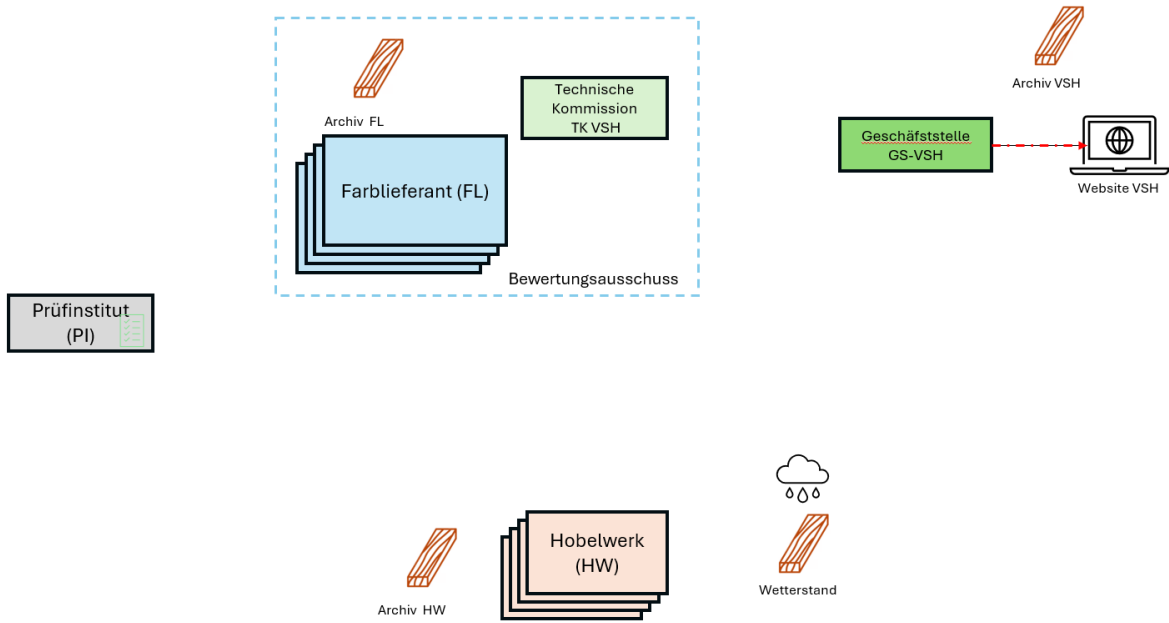 Archiv FL
Technische
Kommission
TK VSH
Farblieferant (FL)
Bewertungsausschuss
Archiv VSH
Geschäfststelle
GS-VSH
Website VSH
Prüfinstitut
(PI)
Archiv HW
Hobelwerk
(HW)
Wetterstand